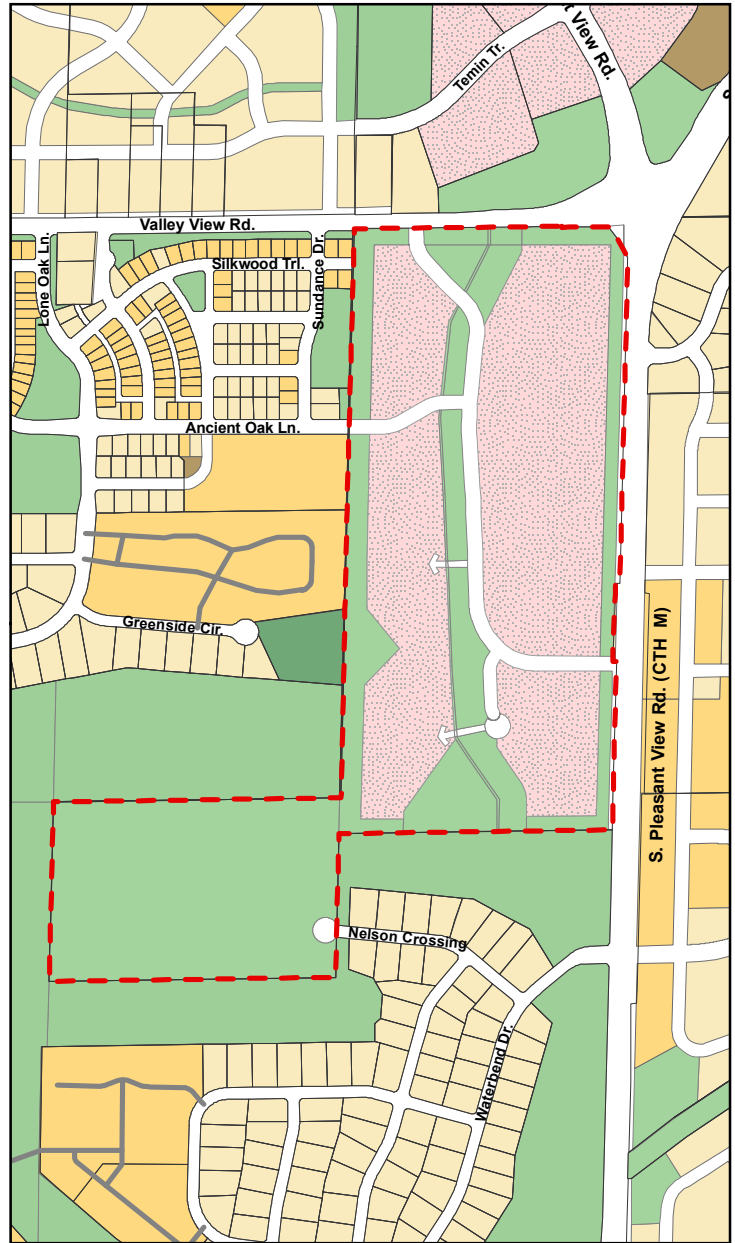 t View Rd.
Temin Tr.
Valley View Rd.
Lone Oak Ln.
Silkwood Trl.
Sundance Dr.
Ancient Oak Ln.
Greenside Cir.
S. Pleasant View Rd. (CTH M)
Nelson Crossing
Waterbend Dr.